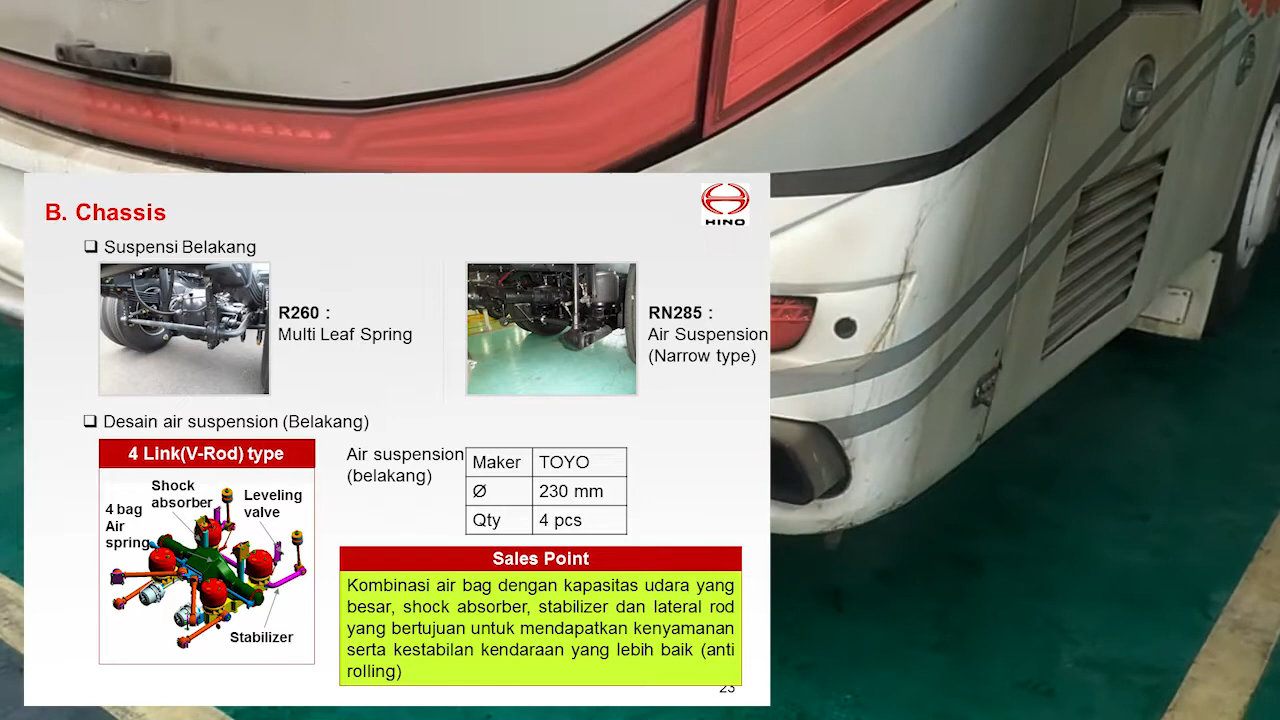 B. Chassis
HINO
❑ Suspensi Belakang
R260 :
Multi Leaf Spring
RN285 :
Air Suspension
(Narrow type)
❑ Desain air suspension (Belakang)
4 Link(V-Rod) type
Shock
absorber
Leveling
valve
4 bag
Air
spring
Stabilizer
Air suspension
(belakang)
Maker TOYO
Ø 230 mm
Qty 4 pcs
Sales Point
Kombinasi air bag dengan kapasitas udara yang
besar, shock absorber, stabilizer dan lateral rod
yang bertujuan untuk mendapatkan kenyamanan
serta kestabilan kendaraan yang lebih baik (anti
rolling)
23